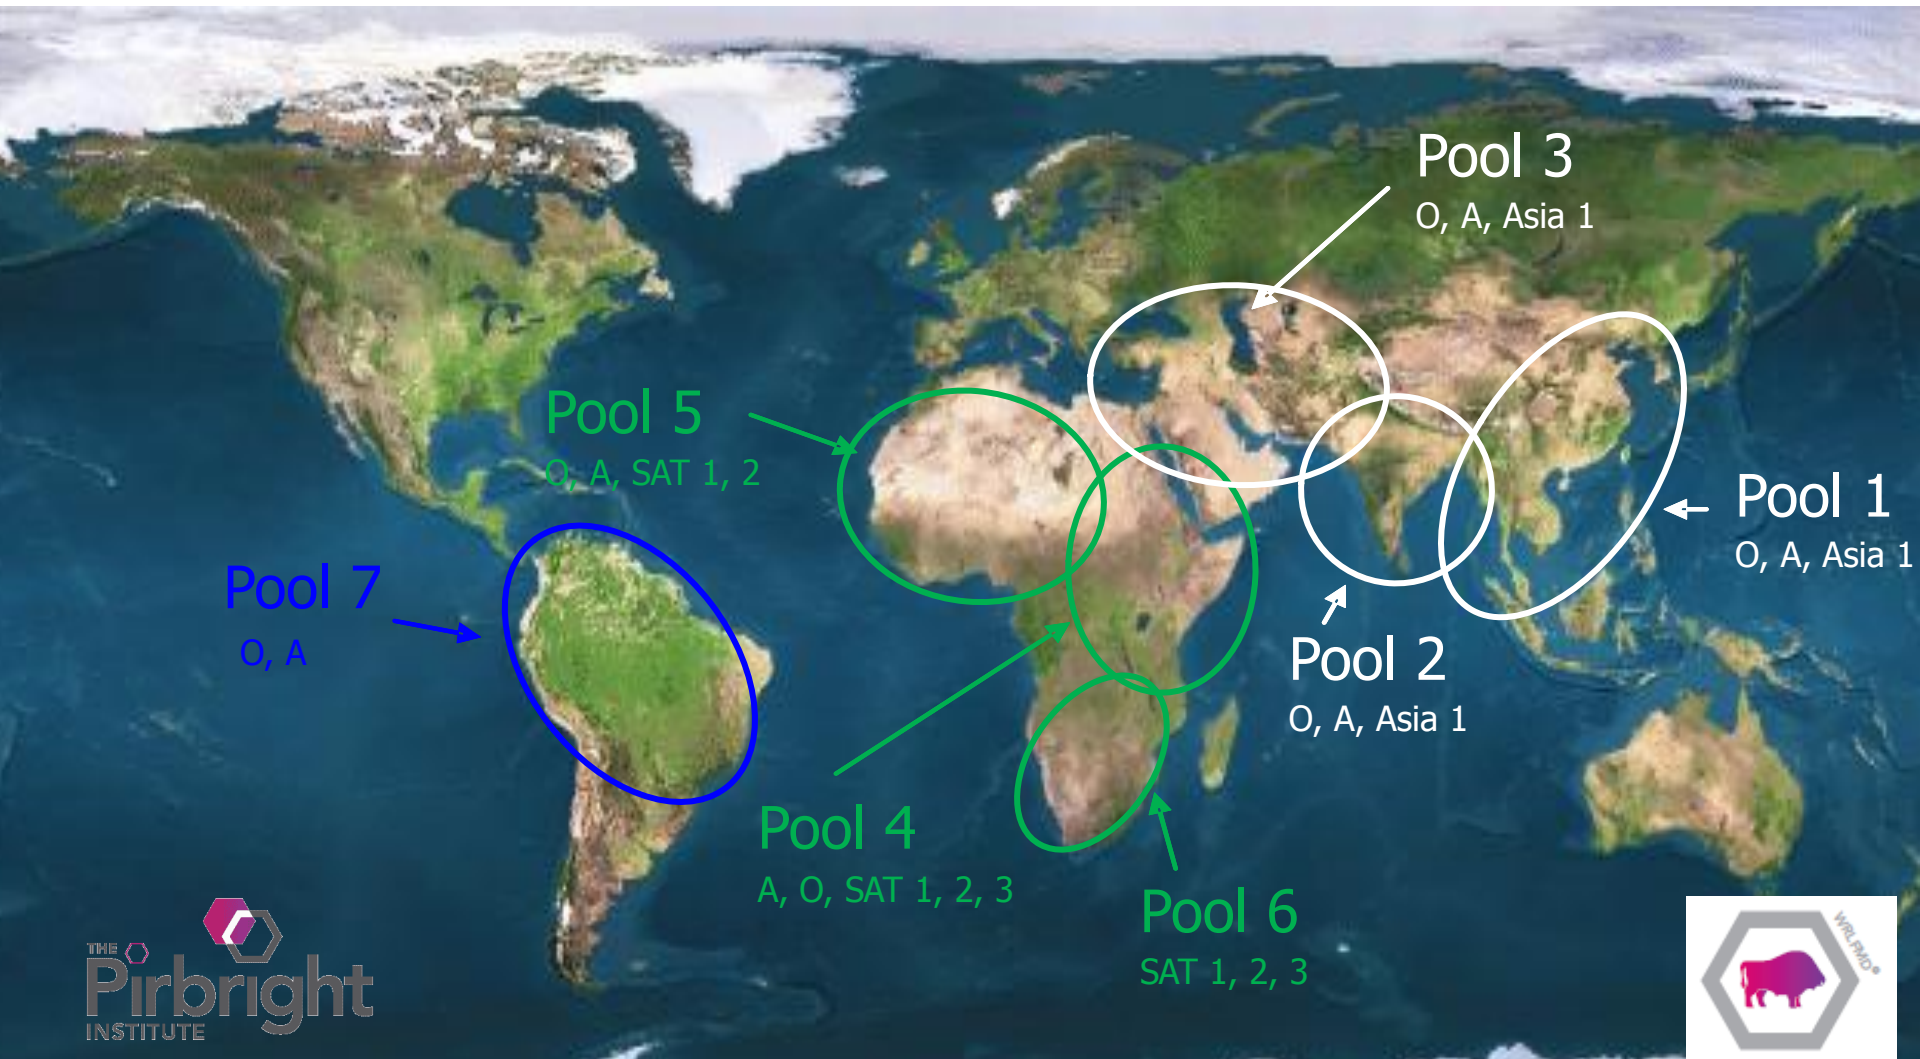 Pool 3
O, A, Asia 1
Pool 5
O, A, SAT 1, 2
Pool 1
O, A, Asia 1
Pool 7
O, A
Pool 2
O, A, Asia 1
Pool 4
A, O, SAT 1, 2, 3
Pool 6
SAT 1, 2, 3
THE
Pirbright
INSTITUTE
WRLFMD®